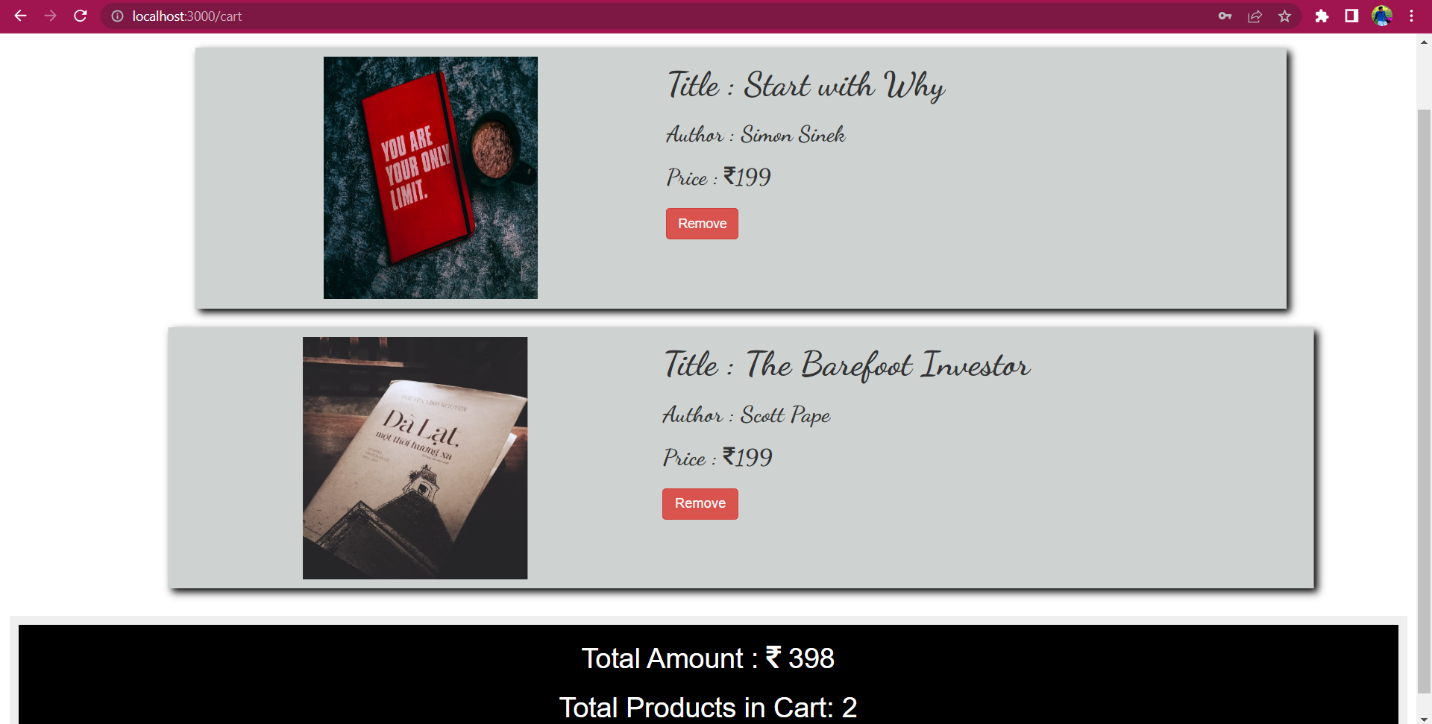 localhost:3000/cart
YOU ARE
YOUR ONLY
LIMIT.
Title : Start with Why
Author : Simon Sinek
Price : ₹199
Remove
Đà Lạt,
một thời hương xa
Title : The Barefoot Investor
Author : Scott Pape
Price : ₹199
Remove
Total Amount : ₹ 398
Total Products in Cart: 2